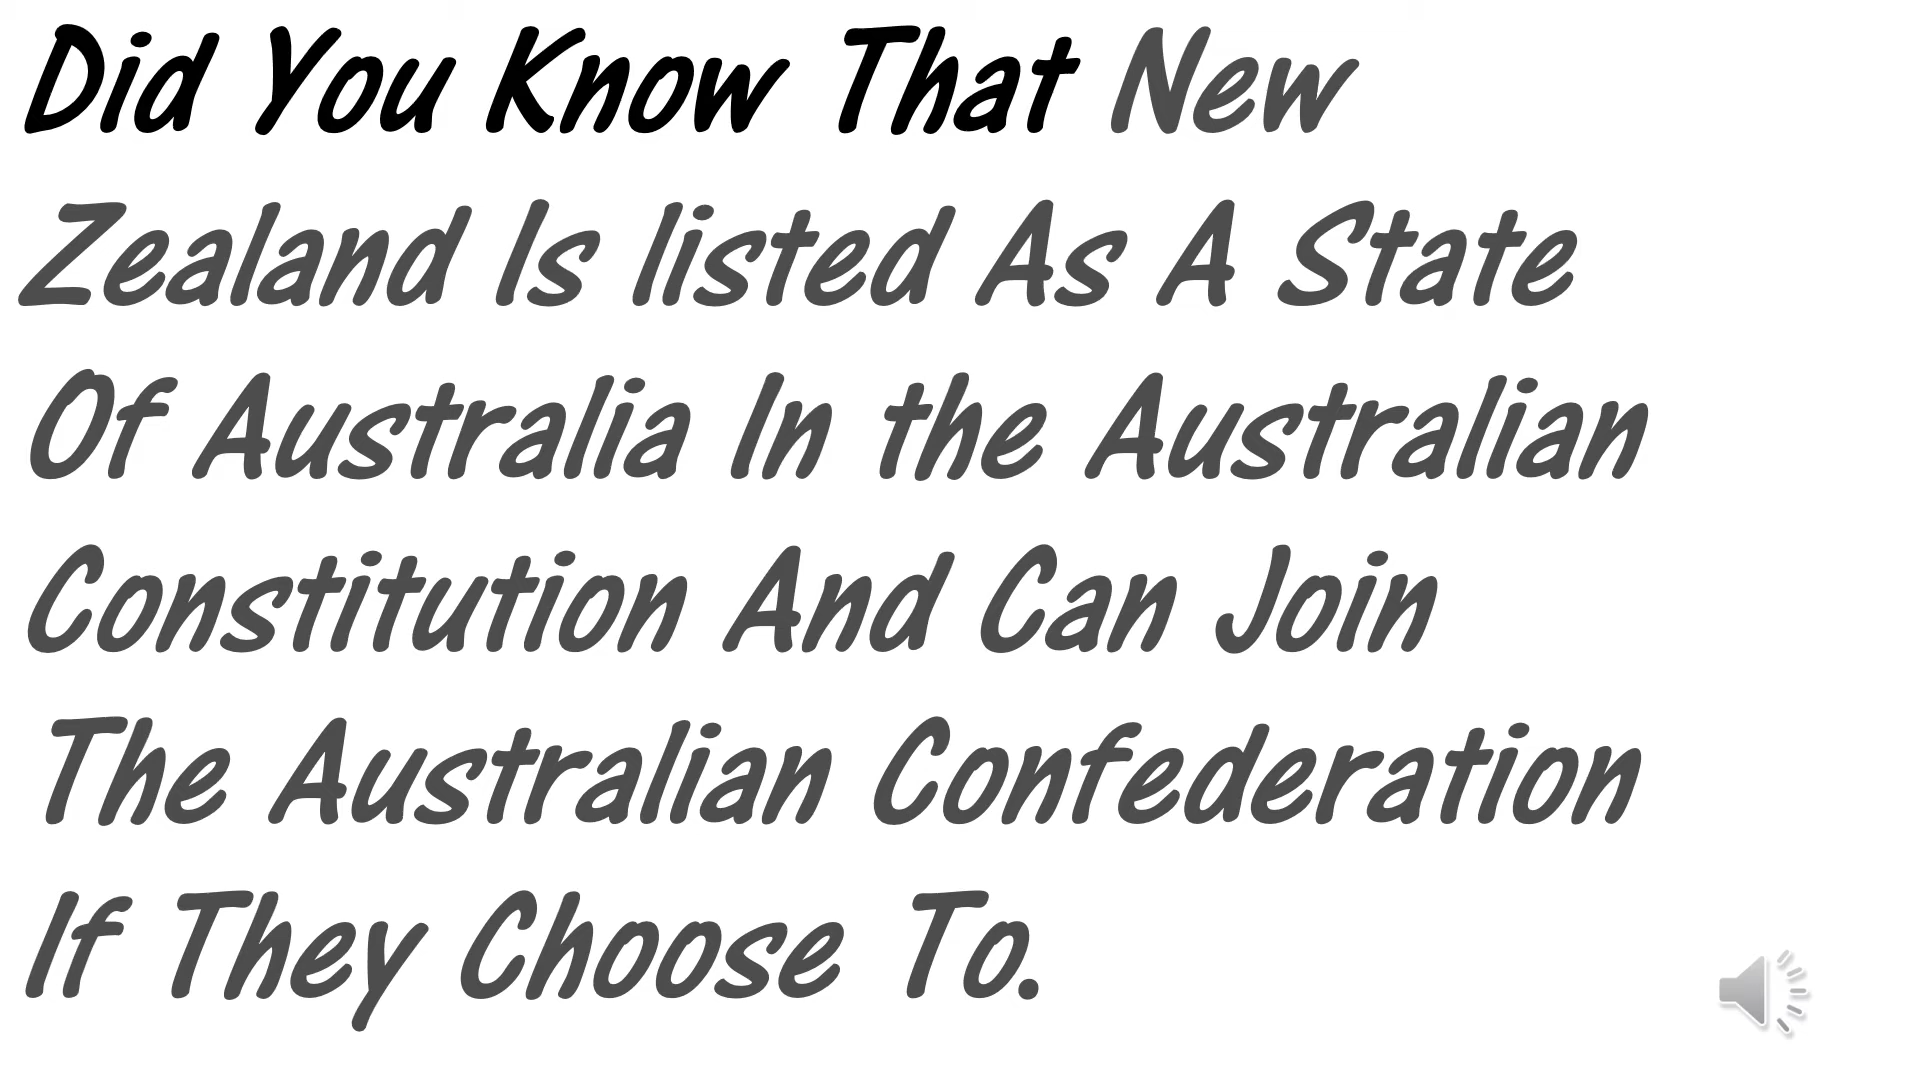 Did You Know That New
Zealand Is listed As A State
Of Australia In the Australian
Constitution And Can Join
The Australian Confederation
If They Choose To.